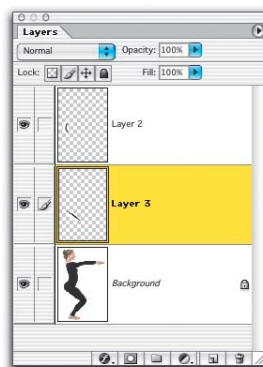 Layers
Normal Opacity: 100%
Lock: Fill: 100%
Layer 2
Layer 3
Background